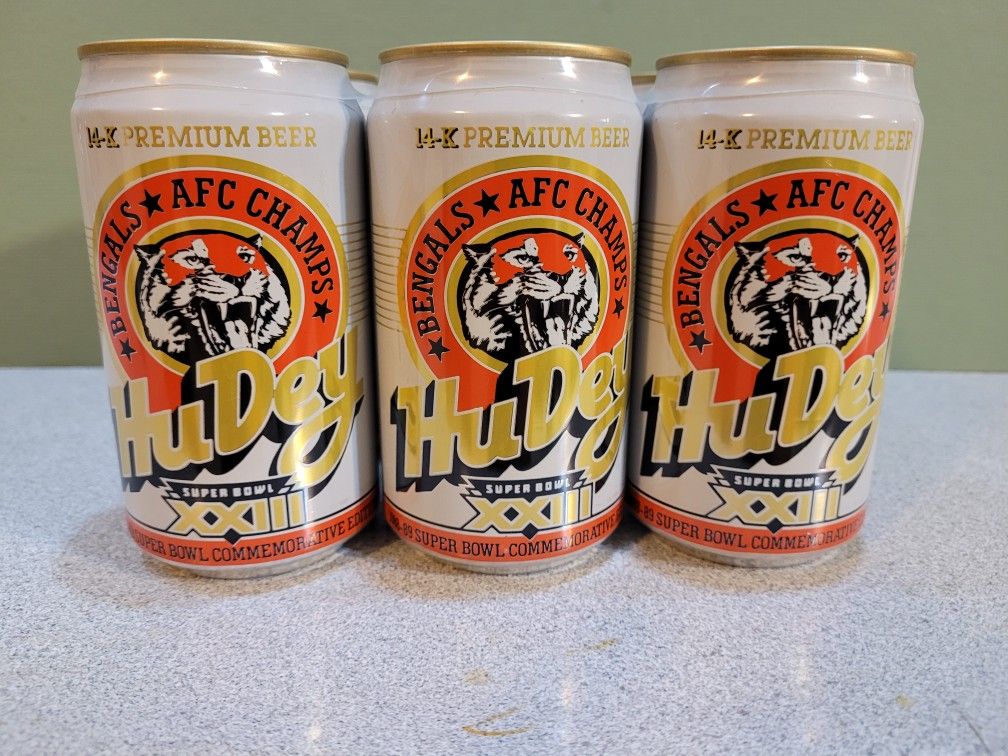 14-K PREMIUM BEER
BENGALS ★ AFC CHAMPS
HuDey
SUPER BOWL
XXIII
SUPER BOWL COMMEMORATIVE
14-K PREMIUM BEER
BENGALS ★ AFC CHAMPS
HuDey
SUPER BOWL
XXIII
-89 SUPER BOWL COMMEMORATIVE
14-K PREMIUM BEER
BENGALS ★ AFC CHAMPS
HuDey
SUPER BOWL
XXIII
-89 SUPER BOWL COMMEMORATIVE